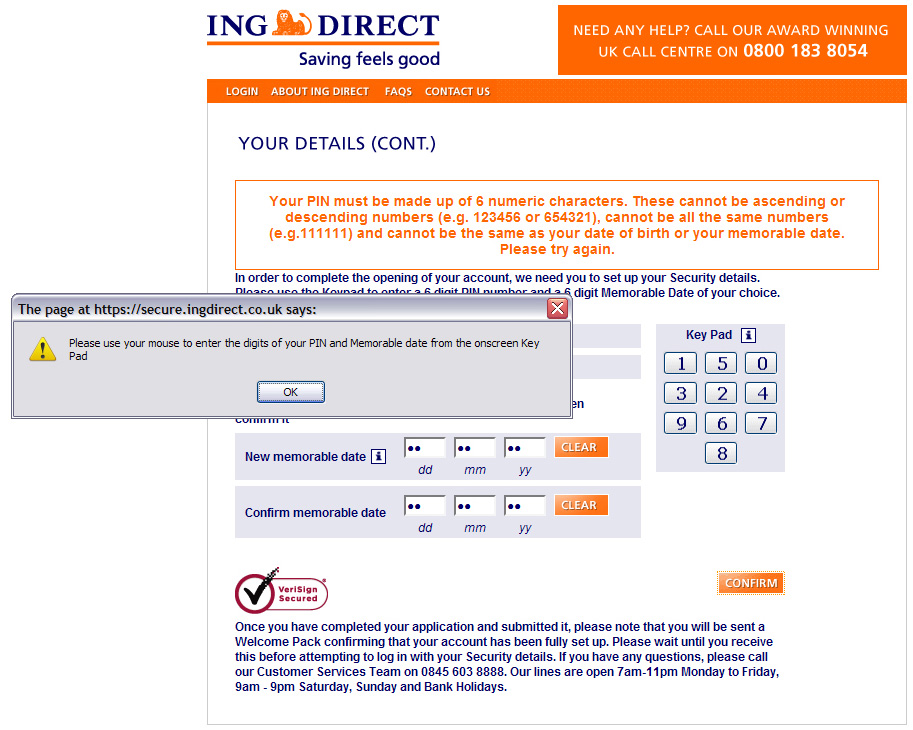 ING DIRECT
Saving feels good
NEED ANY HELP? CALL OUR AWARD WINNING
UK CALL CENTRE ON 0800 183 8054
LOGIN ABOUT ING DIRECT FAQS CONTACT US
YOUR DETAILS (CONT.)
Your PIN must be made up of 6 numeric characters. These cannot be ascending or
descending numbers (e.g. 123456 or 654321), cannot be all the same numbers
(e.g.111111) and cannot be the same as your date of birth or your memorable date.
Please try again.
In order to complete the opening of your account, we need you to set up your Security details.
Please use the Keypad to enter a 6 digit PIN number and a 6 digit Memorable Date of your choice.
The page at https://secure.ingdirect.co.uk says:
Please use your mouse to enter the digits of your PIN and Memorable date from the onscreen Key
Pad
OK
Key Pad i
1 5 0
3 2 4
9 6 7
8
confirm it
New memorable date i CLEAR
dd mm yy
Confirm memorable date CLEAR
dd mm yy
VeriSign
Secured
CONFIRM
Once you have completed your application and submitted it, please note that you will be sent a
Welcome Pack confirming that your account has been fully set up. Please wait until you receive
this before attempting to log in with your Security details. If you have any questions, please call
our Customer Services Team on 0845 603 8888. Our lines are open 7am-11pm Monday to Friday,
9am - 9pm Saturday, Sunday and Bank Holidays.